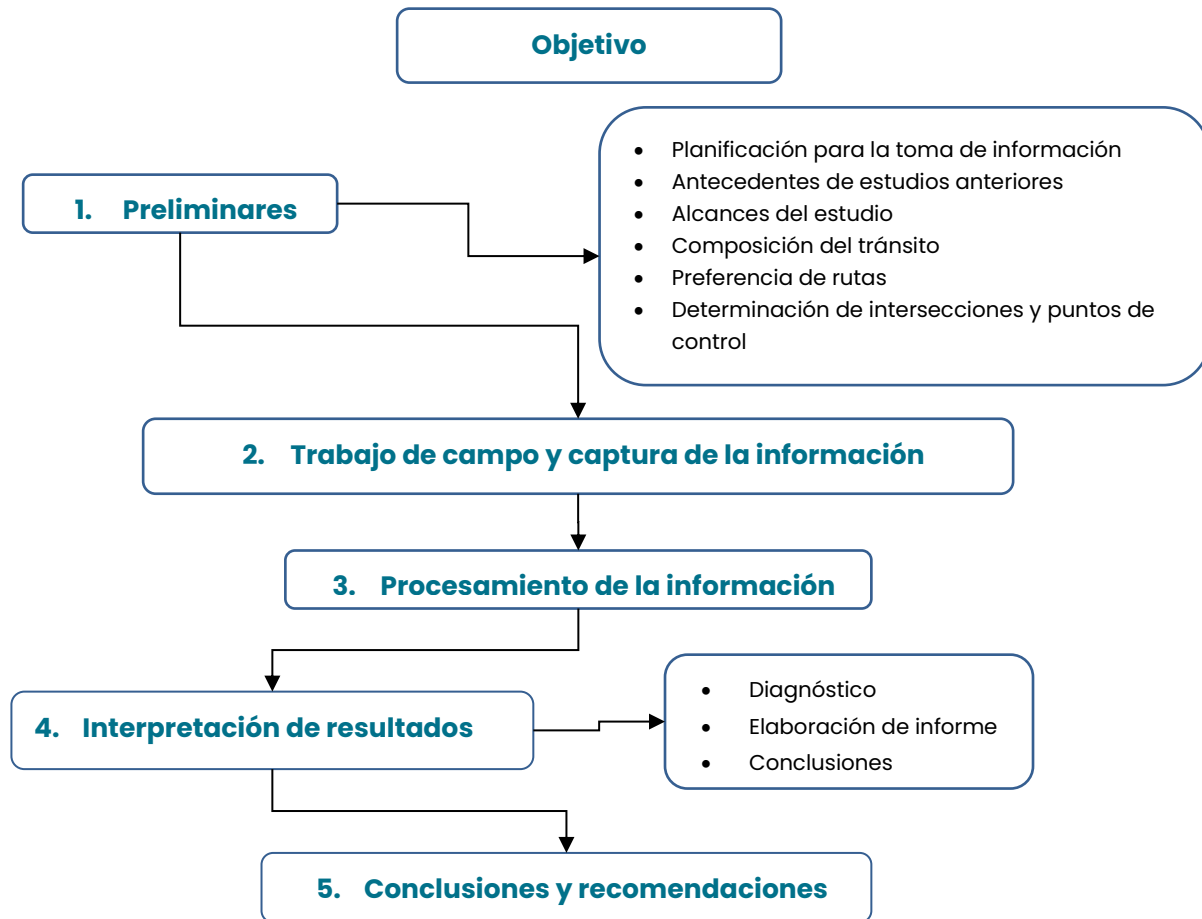 Objetivo
1. Preliminares
• Planificación para la toma de información
• Antecedentes de estudios anteriores
• Alcances del estudio
• Composición del tránsito
• Preferencia de rutas
• Determinación de intersecciones y puntos de
control
2. Trabajo de campo y captura de la información
3. Procesamiento de la información
4. Interpretación de resultados
• Diagnóstico
• Elaboración de informe
• Conclusiones
5. Conclusiones y recomendaciones